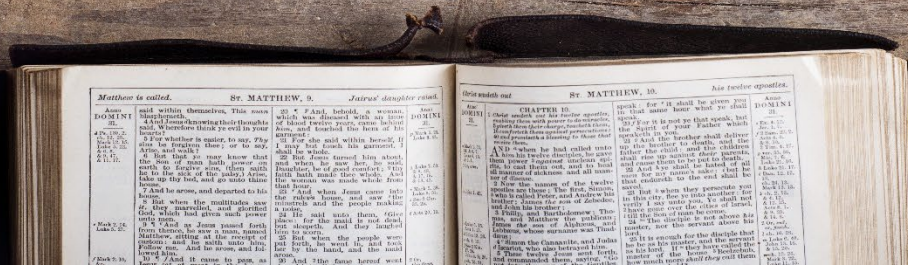 Matthew is called. ST. MATTHEW, 9. Jairus' daughter raised.
Anno
DOMINI
31.
said within themselves, This man
blasphemeth.
4 And Jesus knowing their thoughts
said, Wherefore think ye evil in your
hearts?
5 For whether is easier, to say, Thy
sins be forgiven thee; or to say,
Arise, and walk?
6 But that ye may know that
the Son of man hath power on
earth to forgive sins, (then saith
he to the sick of the palsy,) Arise,
take up thy bed, and go unto thine
house.
7 And he arose, and departed to his
house.
8 But when the multitudes saw
it, they marvelled, and glorified
God, which had given such power
unto men.
9 ¶ And as Jesus passed forth
from thence, he saw a man, named
Matthew, sitting at the receipt of
custom: and he saith unto him,
Follow me. And he arose, and fol-
lowed him.
10 ¶ And it came to pass, as
20 ¶ And, behold, a woman,
which was diseased with an issue
of blood twelve years, came behind
him, and touched the hem of his
garment:
21 For she said within herself, If
I may but touch his garment, I
shall be whole.
22 But Jesus turned him about,
and when he saw her, he said,
Daughter, be of good comfort; thy
faith hath made thee whole. And
the woman was made whole from
that hour.
23 And when Jesus came into
the ruler's house, and saw the
minstrels and the people making
a noise,
24 He said unto them, Give
place: for the maid is not dead,
but sleepeth. And they laughed
him to scorn.
25 But when the people were
put forth, he went in, and took
her by the hand, and the maid
arose.
26 And the fame hereof went
Anno
DOMINI
31.
Christ sendeth out ST. MATTHEW, 10. his twelve apostles.
CHAPTER 10.
AND when he had called unto
him his twelve disciples, he gave
them power against unclean spi-
rits, to cast them out, and to heal
all manner of sickness and all man-
ner of disease.
2 Now the names of the twelve
apostles are these; The first, Simon,
who is called Peter, and Andrew his
brother; James the son of Zebedee,
and John his brother;
3 Philip, and Bartholomew; Tho-
mas, and Matthew the publican;
James the son of Alphæus, and
Lebbæus, whose surname was Thad-
dæus;
4 Simon the Canaanite, and Judas
Iscariot, who also betrayed him.
5 These twelve Jesus sent forth,
and commanded them, saying, Go
speak: for it shall be given you
in that same hour what ye shall
speak.
20 For it is not ye that speak, but
the Spirit of your Father which
speaketh in you.
21 And the brother shall deliver
up the brother to death, and the
father the child: and the children
shall rise up against their parents,
and cause them to be put to death.
22 And ye shall be hated of all
men for my name's sake: but he
that endureth to the end shall be
saved.
23 But when they persecute you
in this city, flee ye into another: for
verily I say unto you, Ye shall not
have gone over the cities of Israel,
till the Son of man be come.
24 The disciple is not above his
master, nor the servant above his
lord.
25 It is enough for the disciple that
he be as his master, and the servant
as his lord. If they have called the
master of the house Beelzebub,
how much more shall they call them
Anno
DOMINI
31.